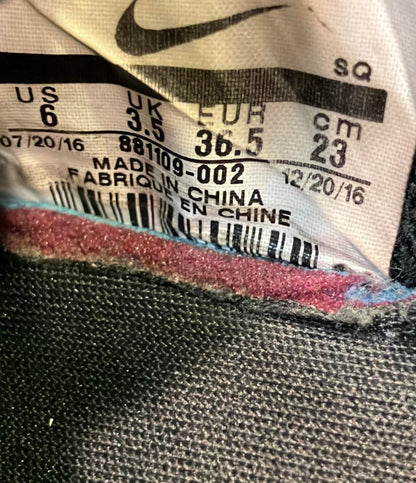 SQ
US UK EUR cm
6 3.5 36.5 23
07/20/16 881109-002 12/20/16
MADE IN CHINA
FABRIQUE EN CHINE